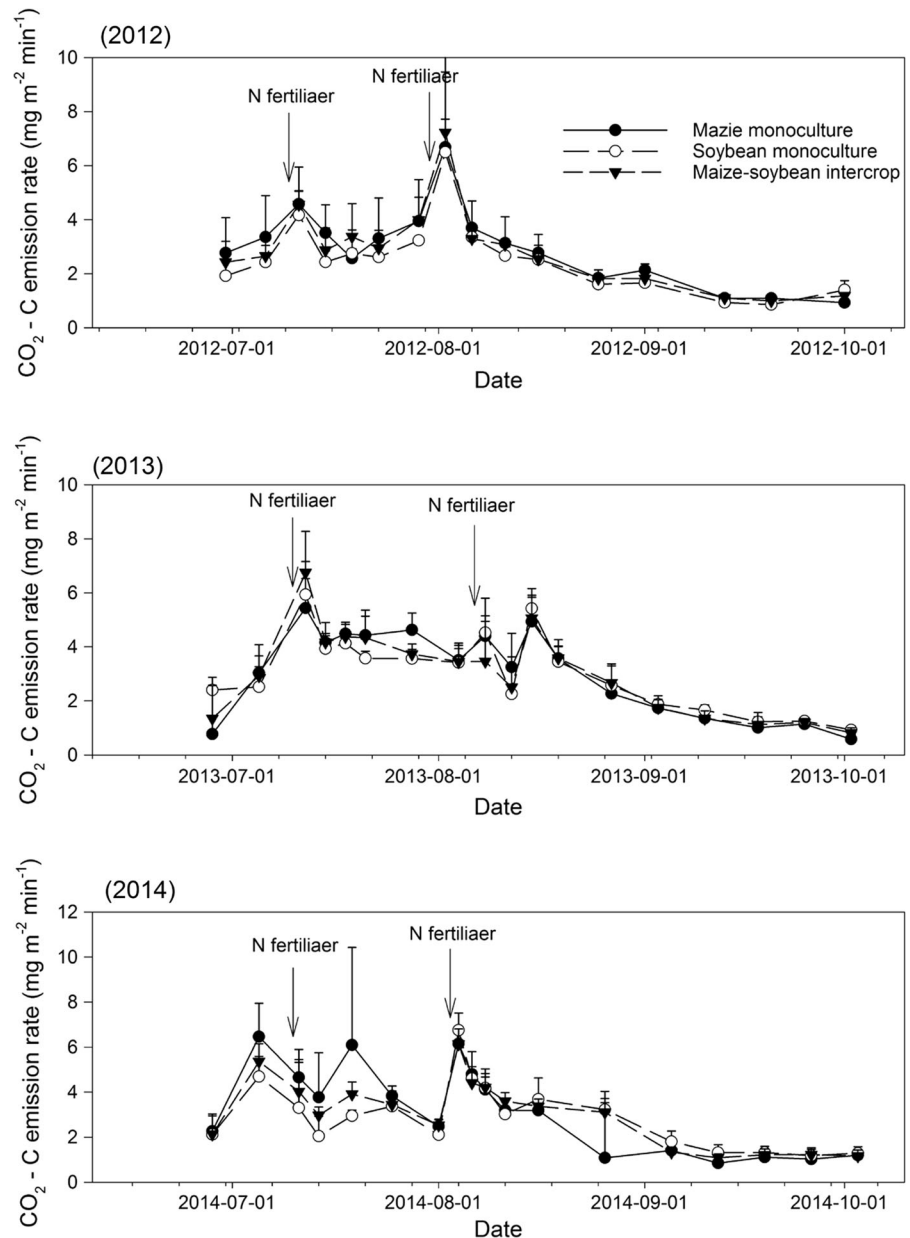 (2012)
CO₂ - C emission rate (mg m⁻² min⁻¹)
10
8
6
4
2
0
N fertiliaer
N fertiliaer
Mazie monoculture
Soybean monoculture
Maize-soybean intercrop
2012-07-01 2012-08-01 2012-09-01 2012-10-01
Date
(2013)
CO₂ - C emission rate (mg m⁻² min⁻¹)
10
8
6
4
2
0
N fertiliaer
N fertiliaer
2013-07-01 2013-08-01 2013-09-01 2013-10-01
Date
(2014)
CO₂ - C emission rate (mg m⁻² min⁻¹)
12
10
8
6
4
2
0
N fertiliaer
N fertiliaer
2014-07-01 2014-08-01 2014-09-01 2014-10-01
Date